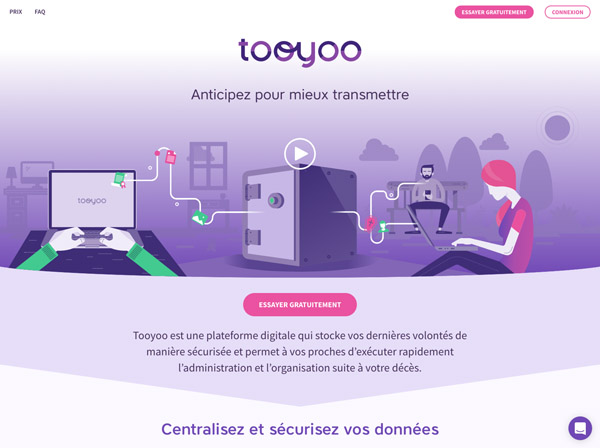 PRIX FAQ ESSAYER GRATUITEMENT CONNEXION
tooyoo
Anticipez pour mieux transmettre
tooyoo
ESSAYER GRATUITEMENT
Tooyoo est une plateforme digitale qui stocke vos dernières volontés de
manière sécurisée et permet à vos proches d'exécuter rapidement
l'administration et l'organisation suite à votre décès.
Centralisez et sécurisez vos données